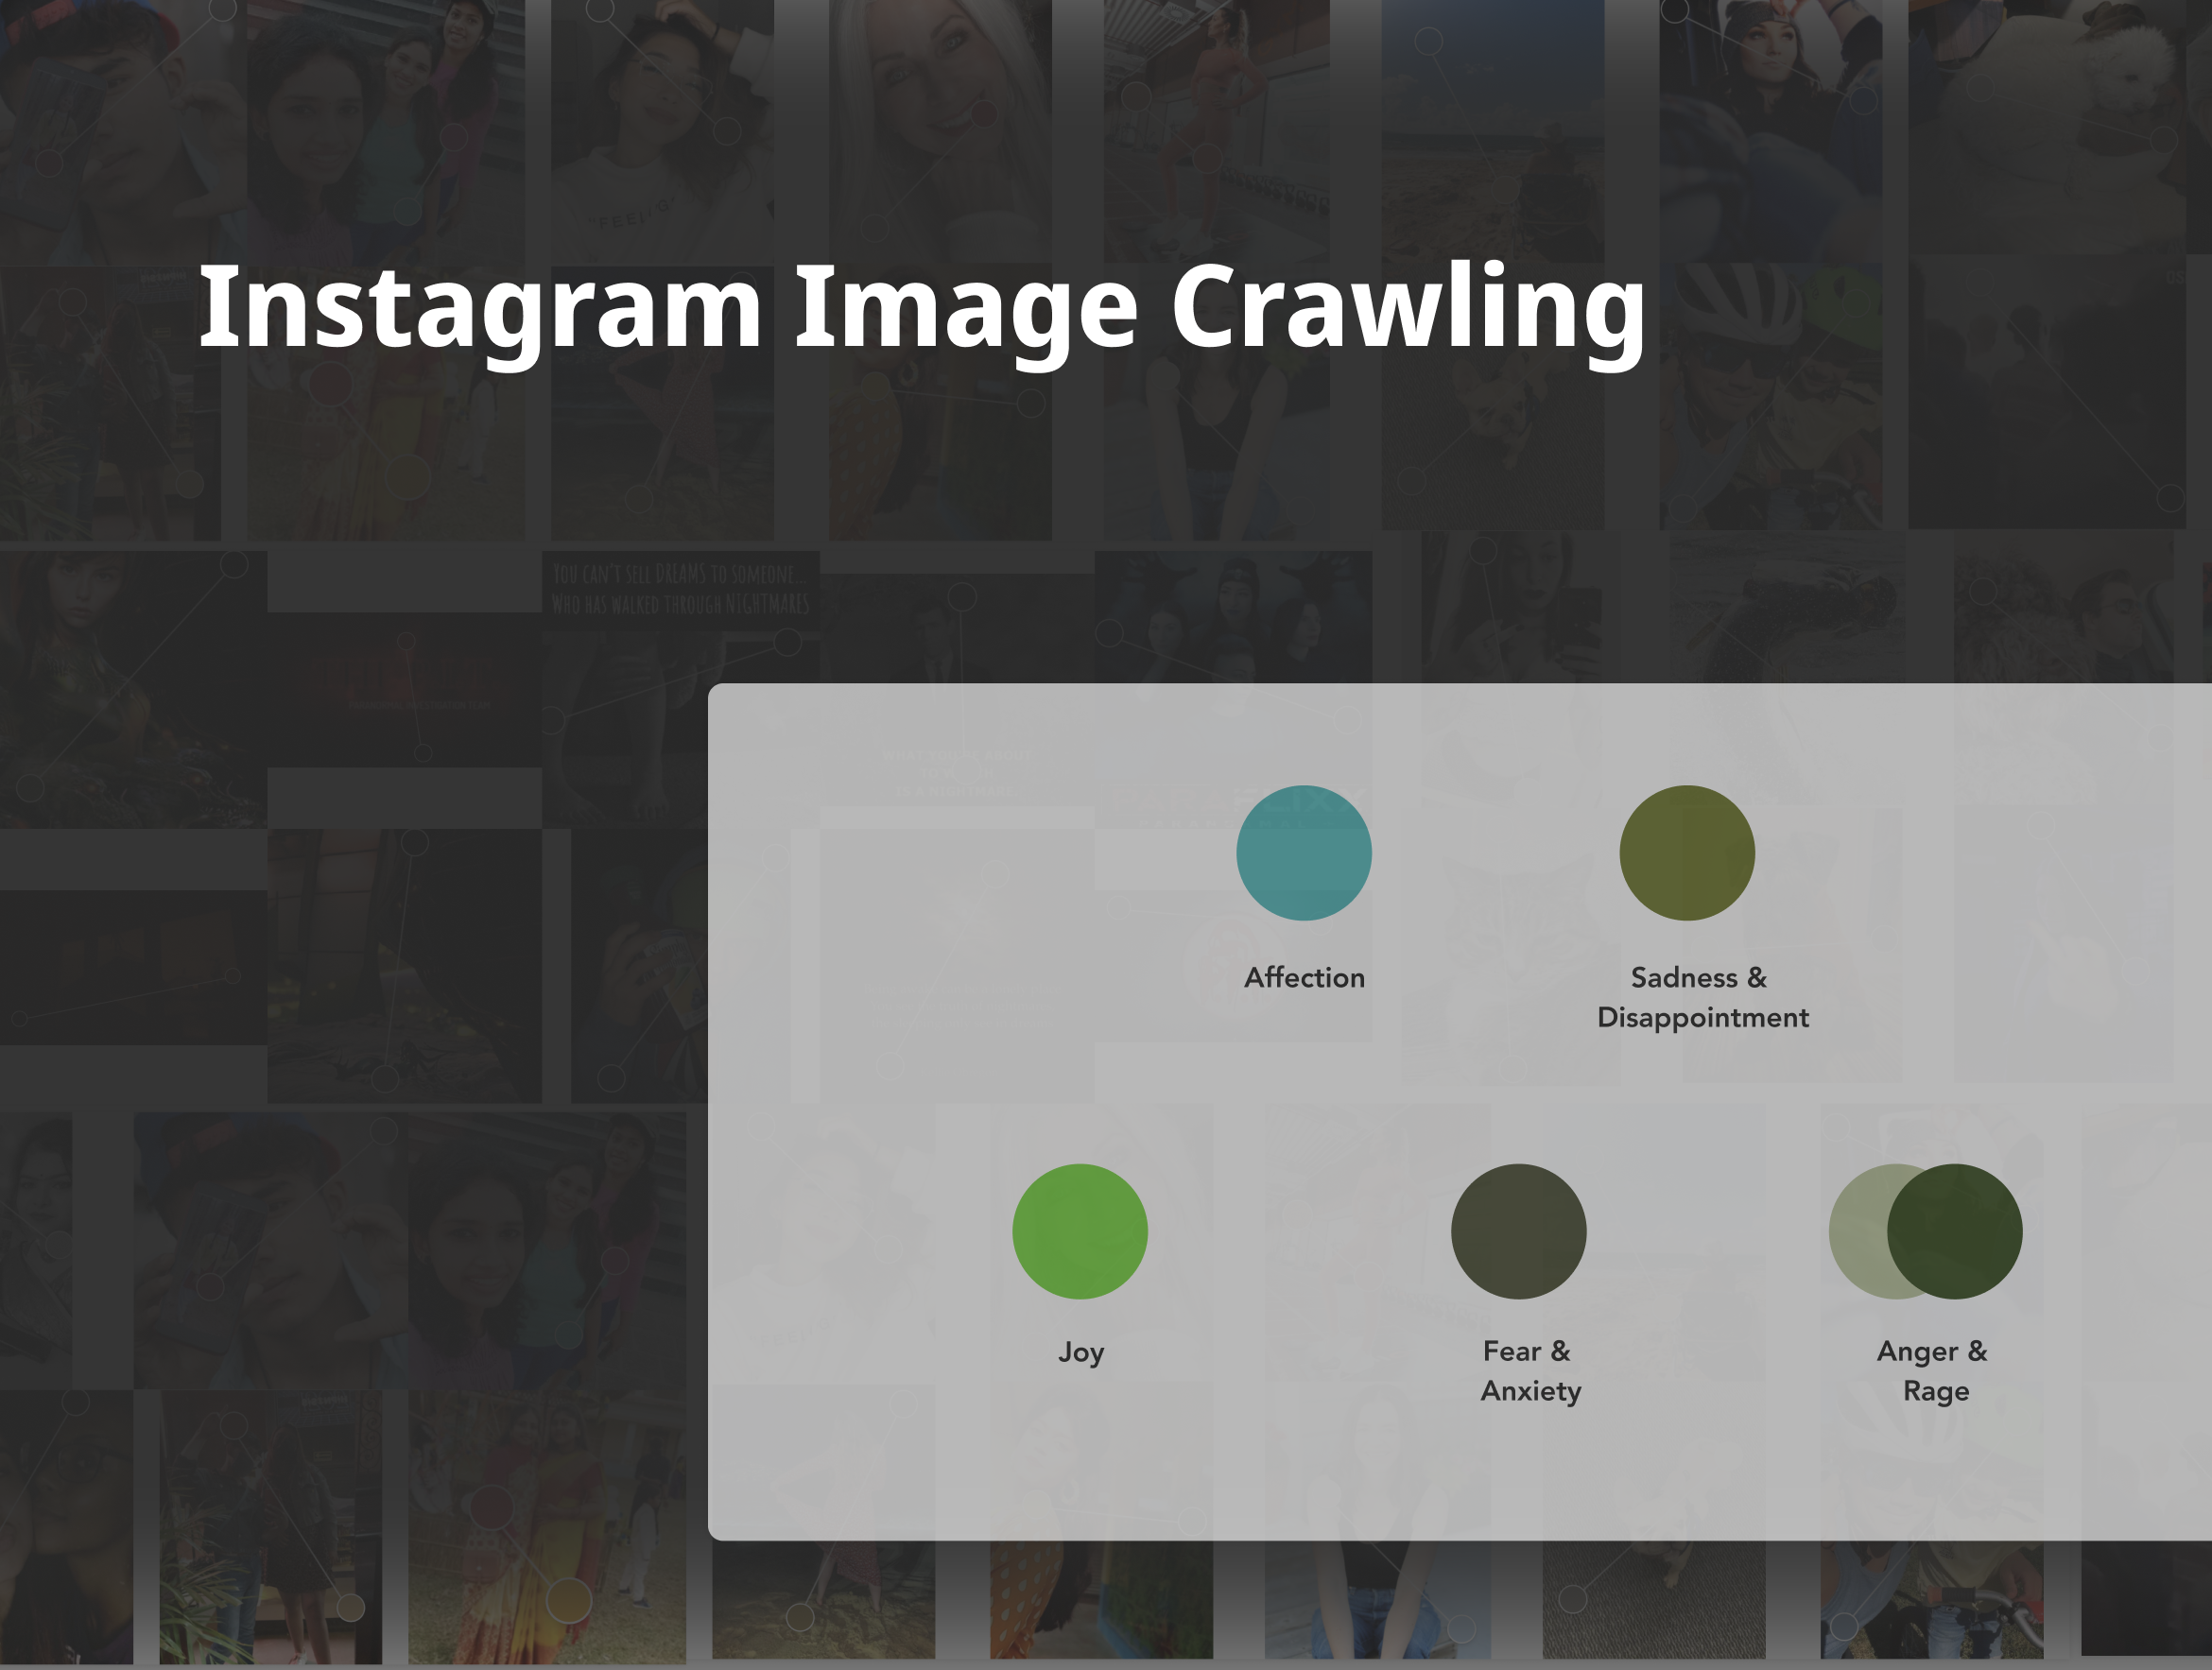 "FEELING
Instagram Image Crawling
YOU CAN'T SELL DREAMS TO SOMEONE...
WHO HAS WALKED THROUGH NIGHTMARES
Affection
Sadness &
Disappointment
Joy
Fear &
Anxiety
Anger &
Rage